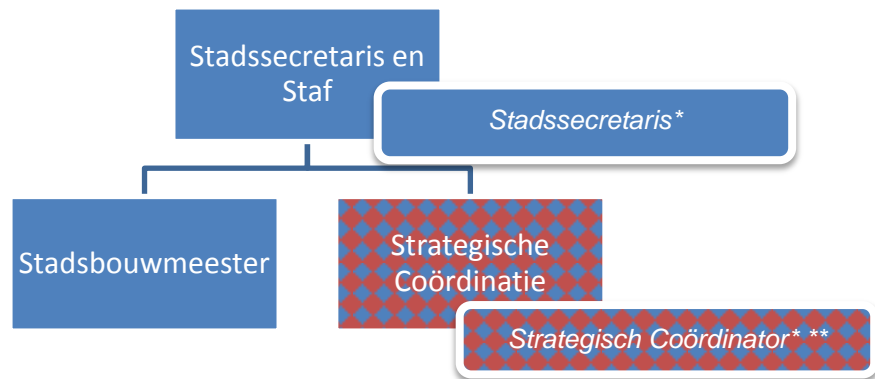 Stadssecretaris en
Staf
Stadssecretaris*
Stadsbouwmeester
Strategische
Coördinatie
Strategisch Coördinator* **